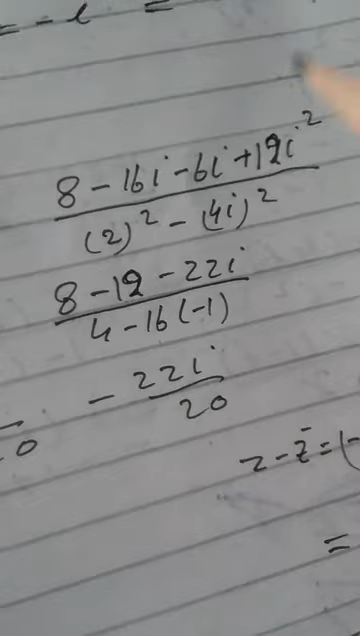 = - i =
8 - 16i - 6i + 12i²
(2)² - (4i)²
8 - 12 - 22i
4 - 16(-1)
- 22i
20
z - z̄ = (-
=